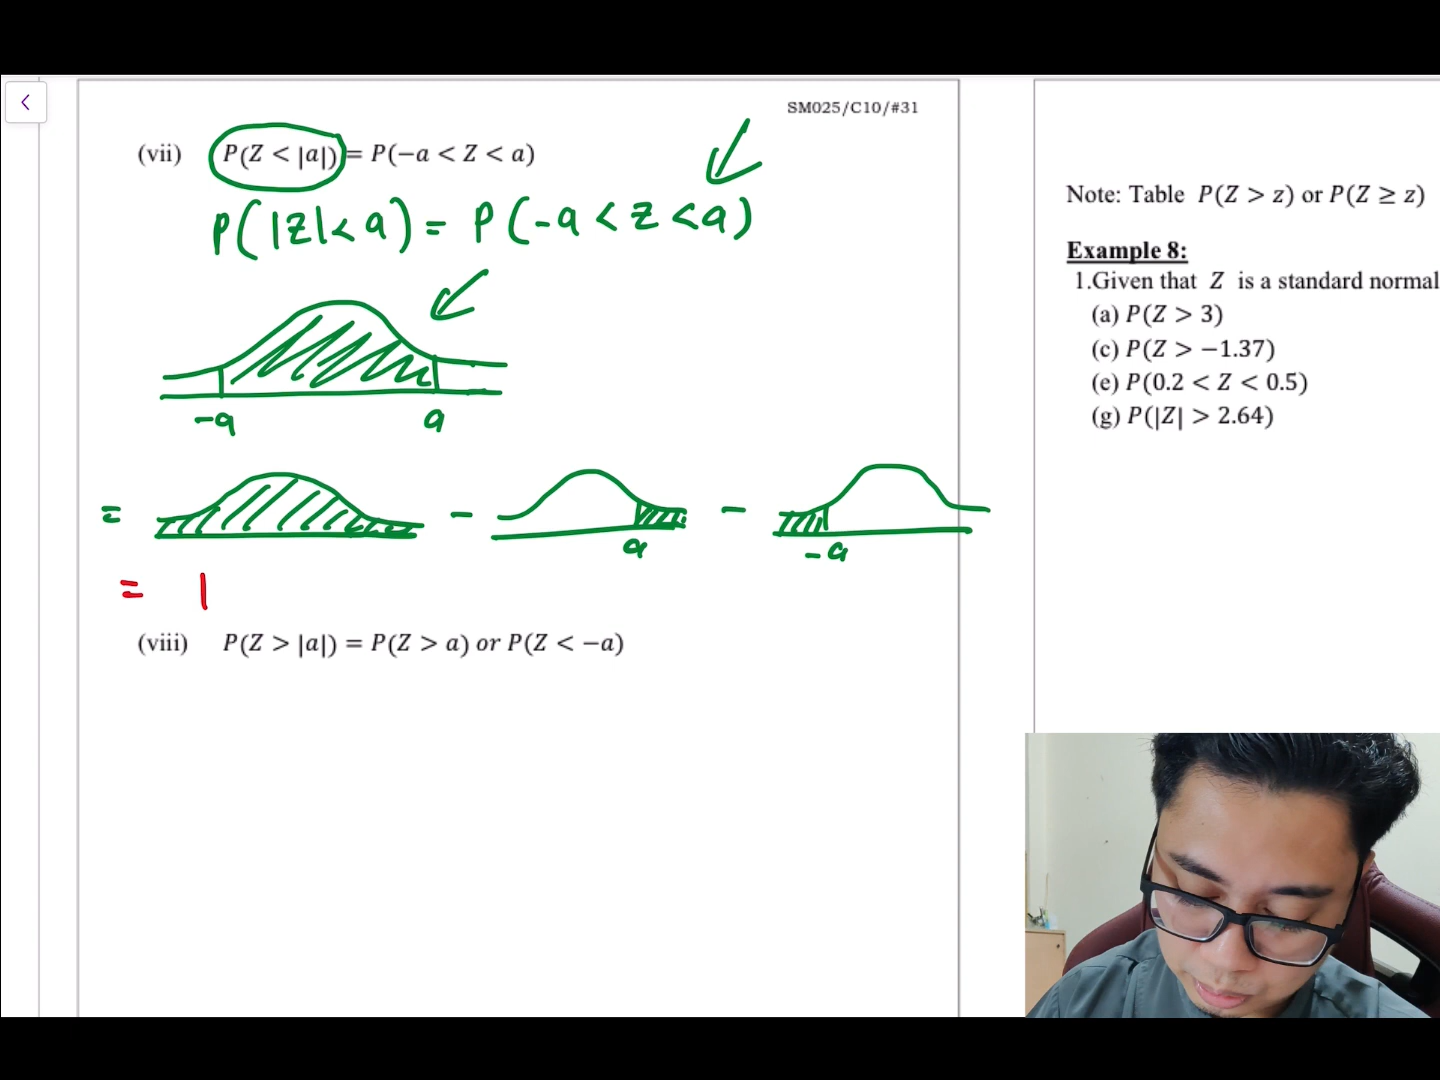 SM025/C10/#31
(vii) P(Z < |a|) = P(−a < Z < a)
P(|Z| < a) = P(-a < Z < a)
-a a
= - a - -a
= 1
(viii) P(Z > |a|) = P(Z > a) or P(Z < −a)
Note: Table P(Z > z) or P(Z ≥ z)
Example 8:
1.Given that Z is a standard normal
(a) P(Z > 3)
(c) P(Z > −1.37)
(e) P(0.2 < Z < 0.5)
(g) P(|Z| > 2.64)